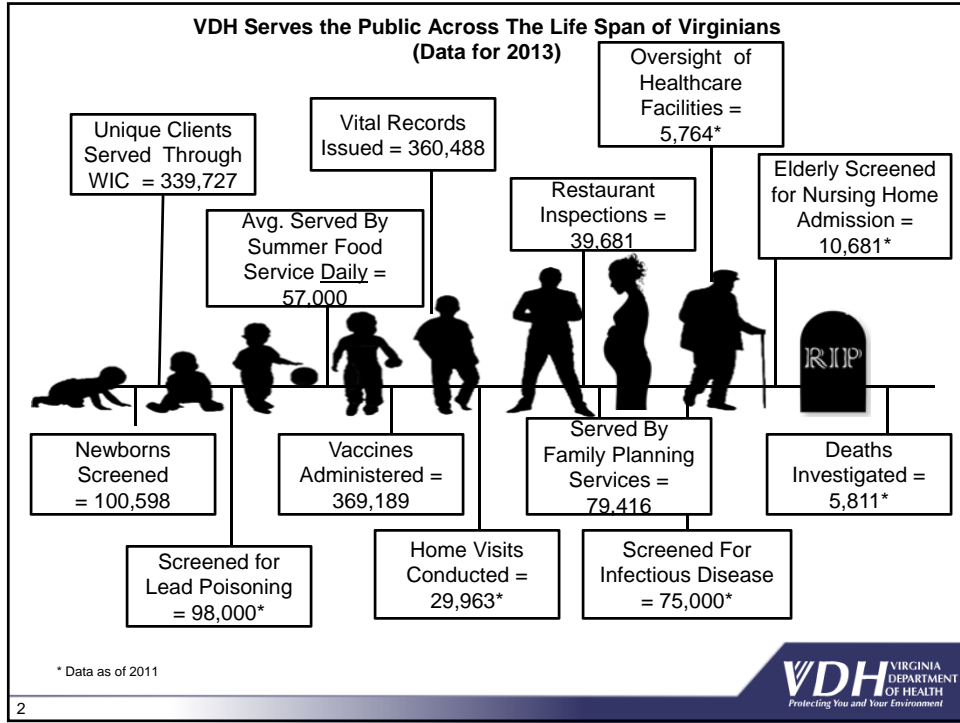 VDH Serves the Public Across The Life Span of Virginians
(Data for 2013)
Oversight of
Healthcare
Facilities =
5,764*
Unique Clients
Served Through
WIC = 339,727
Vital Records
Issued = 360,488
Elderly Screened
for Nursing Home
Admission =
10,681*
Avg. Served By
Summer Food
Service Daily =
57,000
Restaurant
Inspections =
39,681
RIP
Newborns
Screened
= 100,598
Vaccines
Administered =
369,189
Served By
Family Planning
Services =
79,416
Deaths
Investigated =
5,811*
Screened for
Lead Poisoning
= 98,000*
Home Visits
Conducted =
29,963*
Screened For
Infectious Disease
= 75,000*
* Data as of 2011
VDH VIRGINIA
DEPARTMENT
OF HEALTH
Protecting You and Your Environment
2